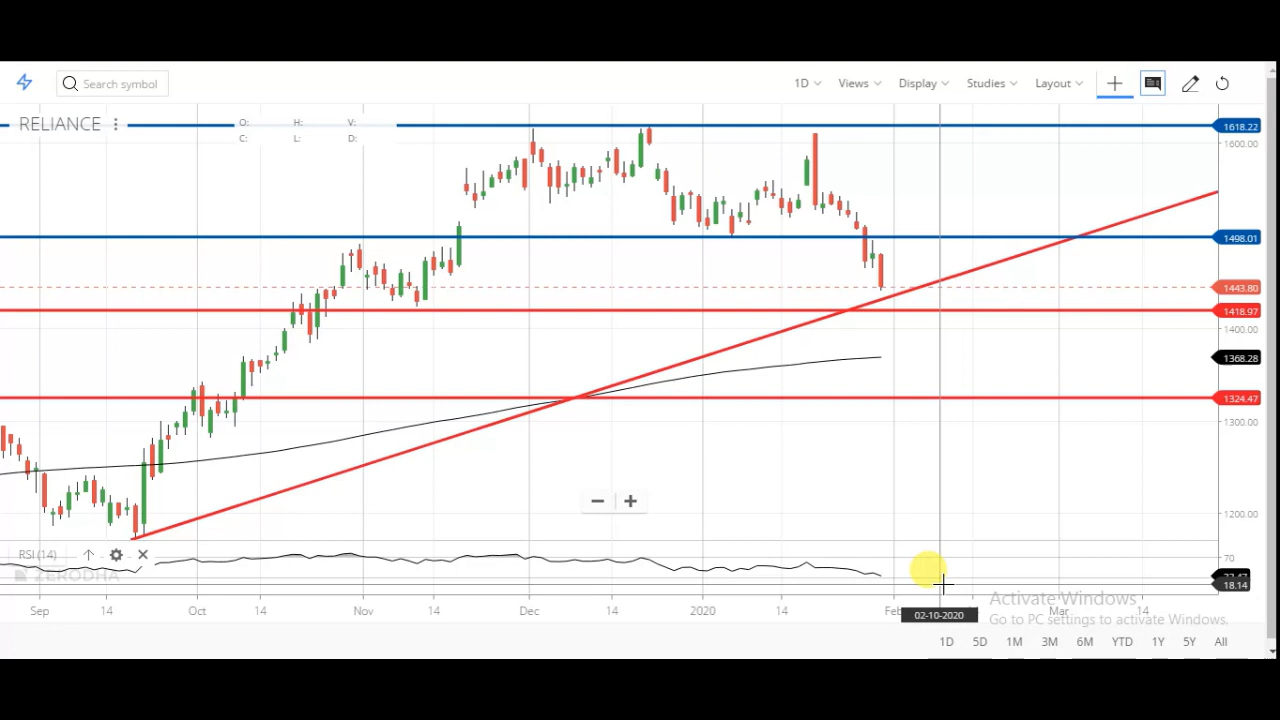 Search symbol
1D Views Display Studies Layout
RELIANCE
O: H: V:
C: L: D:
1618.22
1600.00
1498.01
1443.80
1418.97
1400.00
1368.28
1324.47
1300.00
1200.00
RSI (14)
70
ZERODHA
18.14
Sep 14 Oct 14 Nov 14 Dec 14 2020 14 Mar 14
02-10-2020
Activate Windows
Go to PC settings to activate Windows.
1D 5D 1M 3M 6M YTD 1Y 5Y All